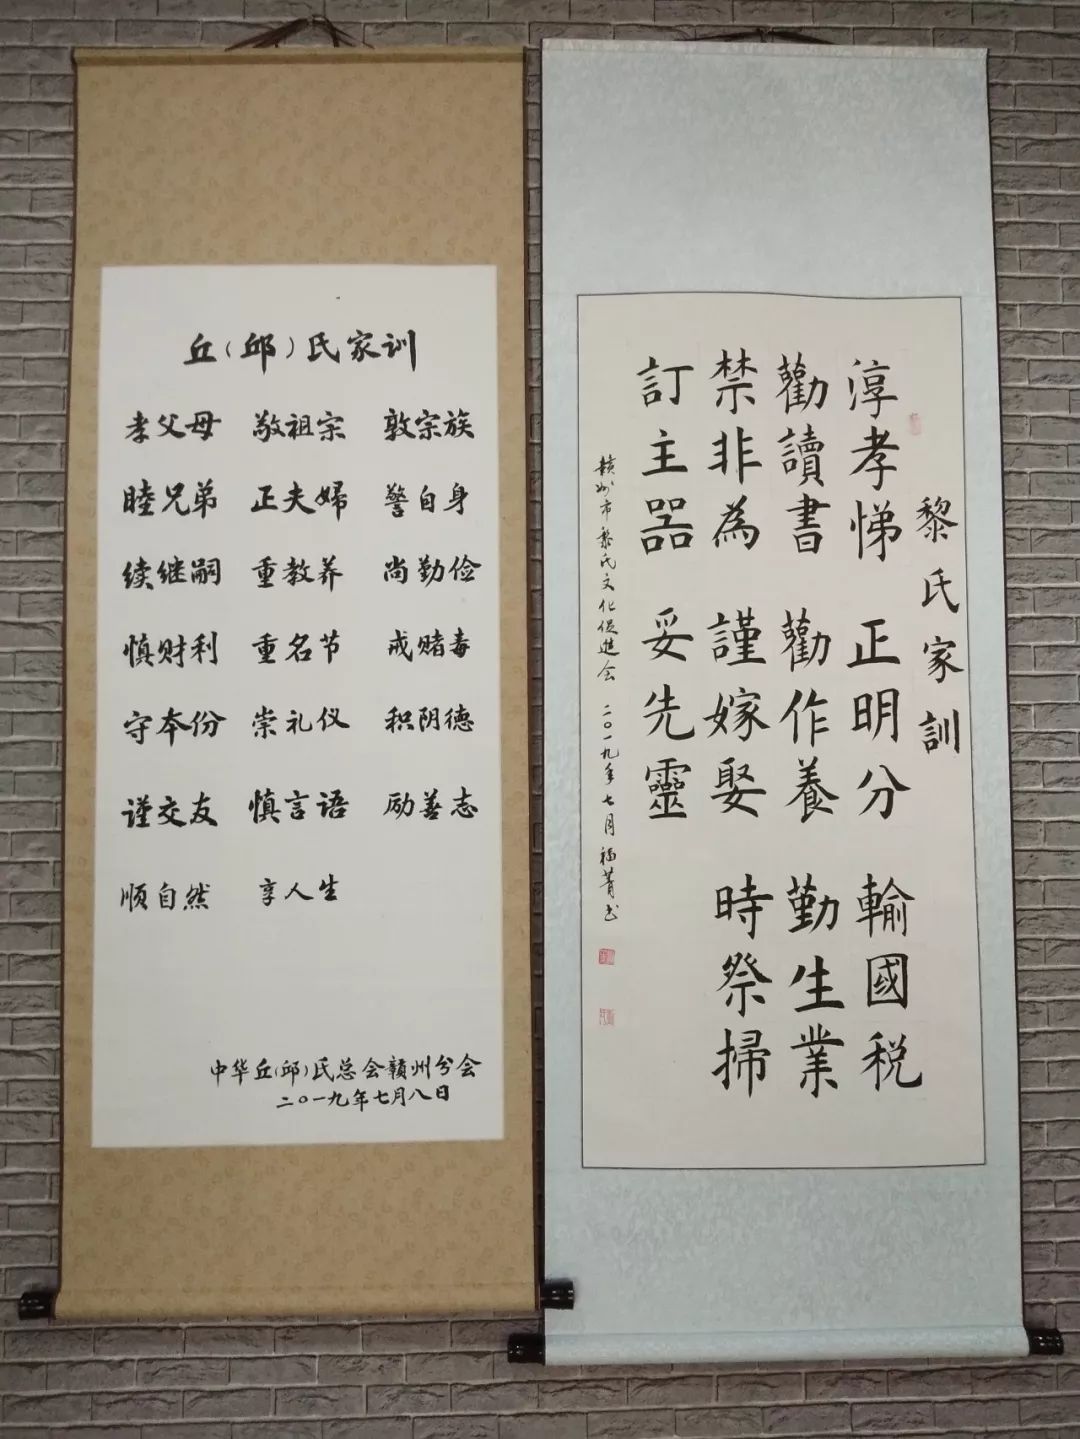 丘（邱）氏家训
孝父母 敬祖宗 敦宗族
睦兄弟 正夫婦 警自身
续继嗣 重教养 尚勤俭
慎财利 重名节 戒赌毒
守本份 崇礼仪 积阴德
谨交友 慎言语 励善志
顺自然 享人生
中华丘(邱)氏总会赣州分会
二〇一九年七月八日
黎氏家訓
淳孝悌 正明分 輸國税
勸讀書 勸作養 勤生業
禁非為 謹嫁娶 時祭掃
訂主器 妥先靈
赣州市黎氏文化促進会 二〇一九年七月 福菁书